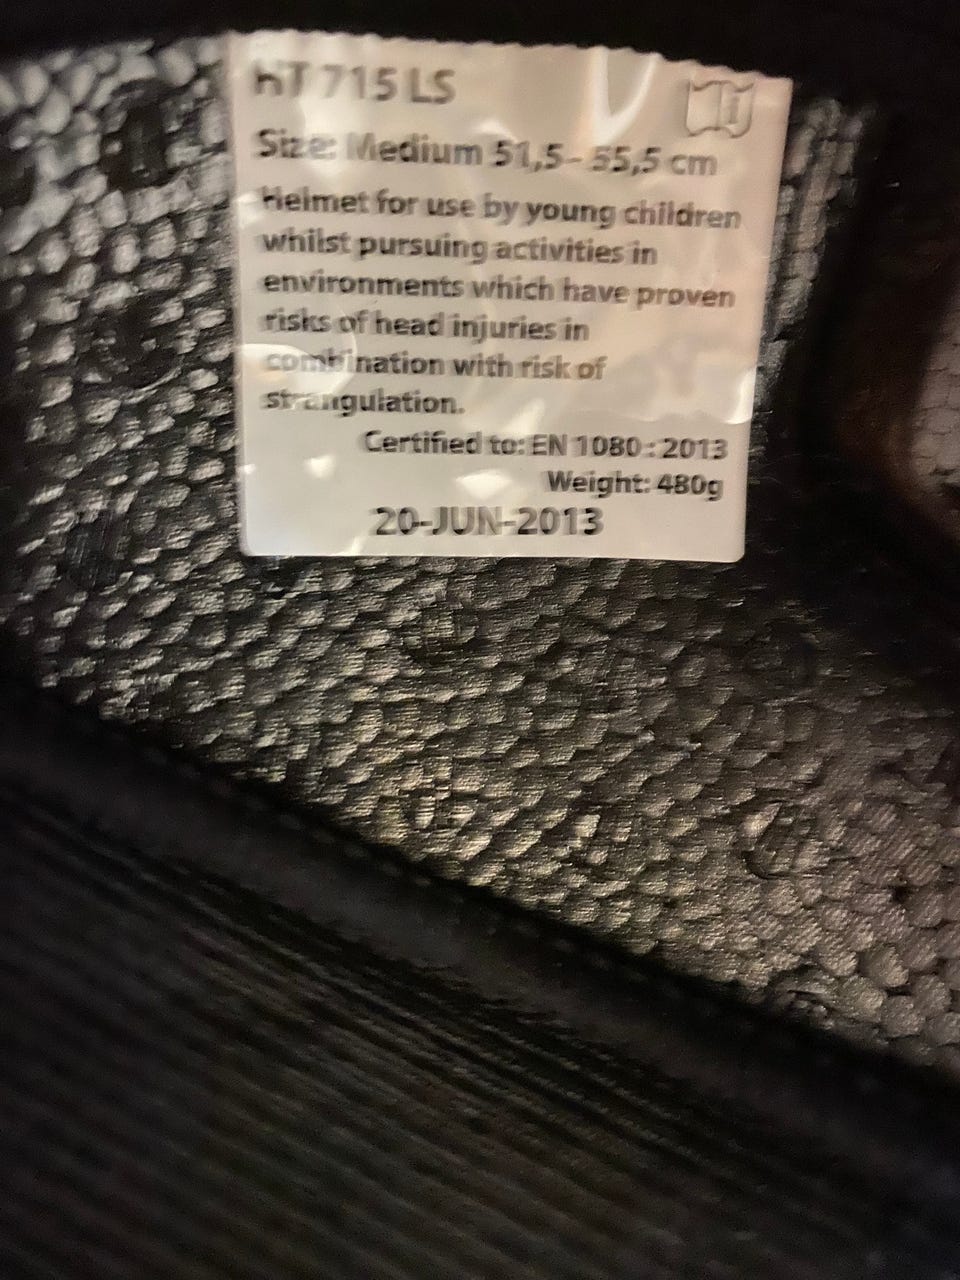 HT 715 LS
Size: Medium 51,5 - 55,5 cm
Helmet for use by young children
whilst pursuing activities in
environments which have proven
risks of head injuries in
combination with risk of
strangulation.
Certified to: EN 1080 : 2013
Weight: 480g
20-JUN-2013